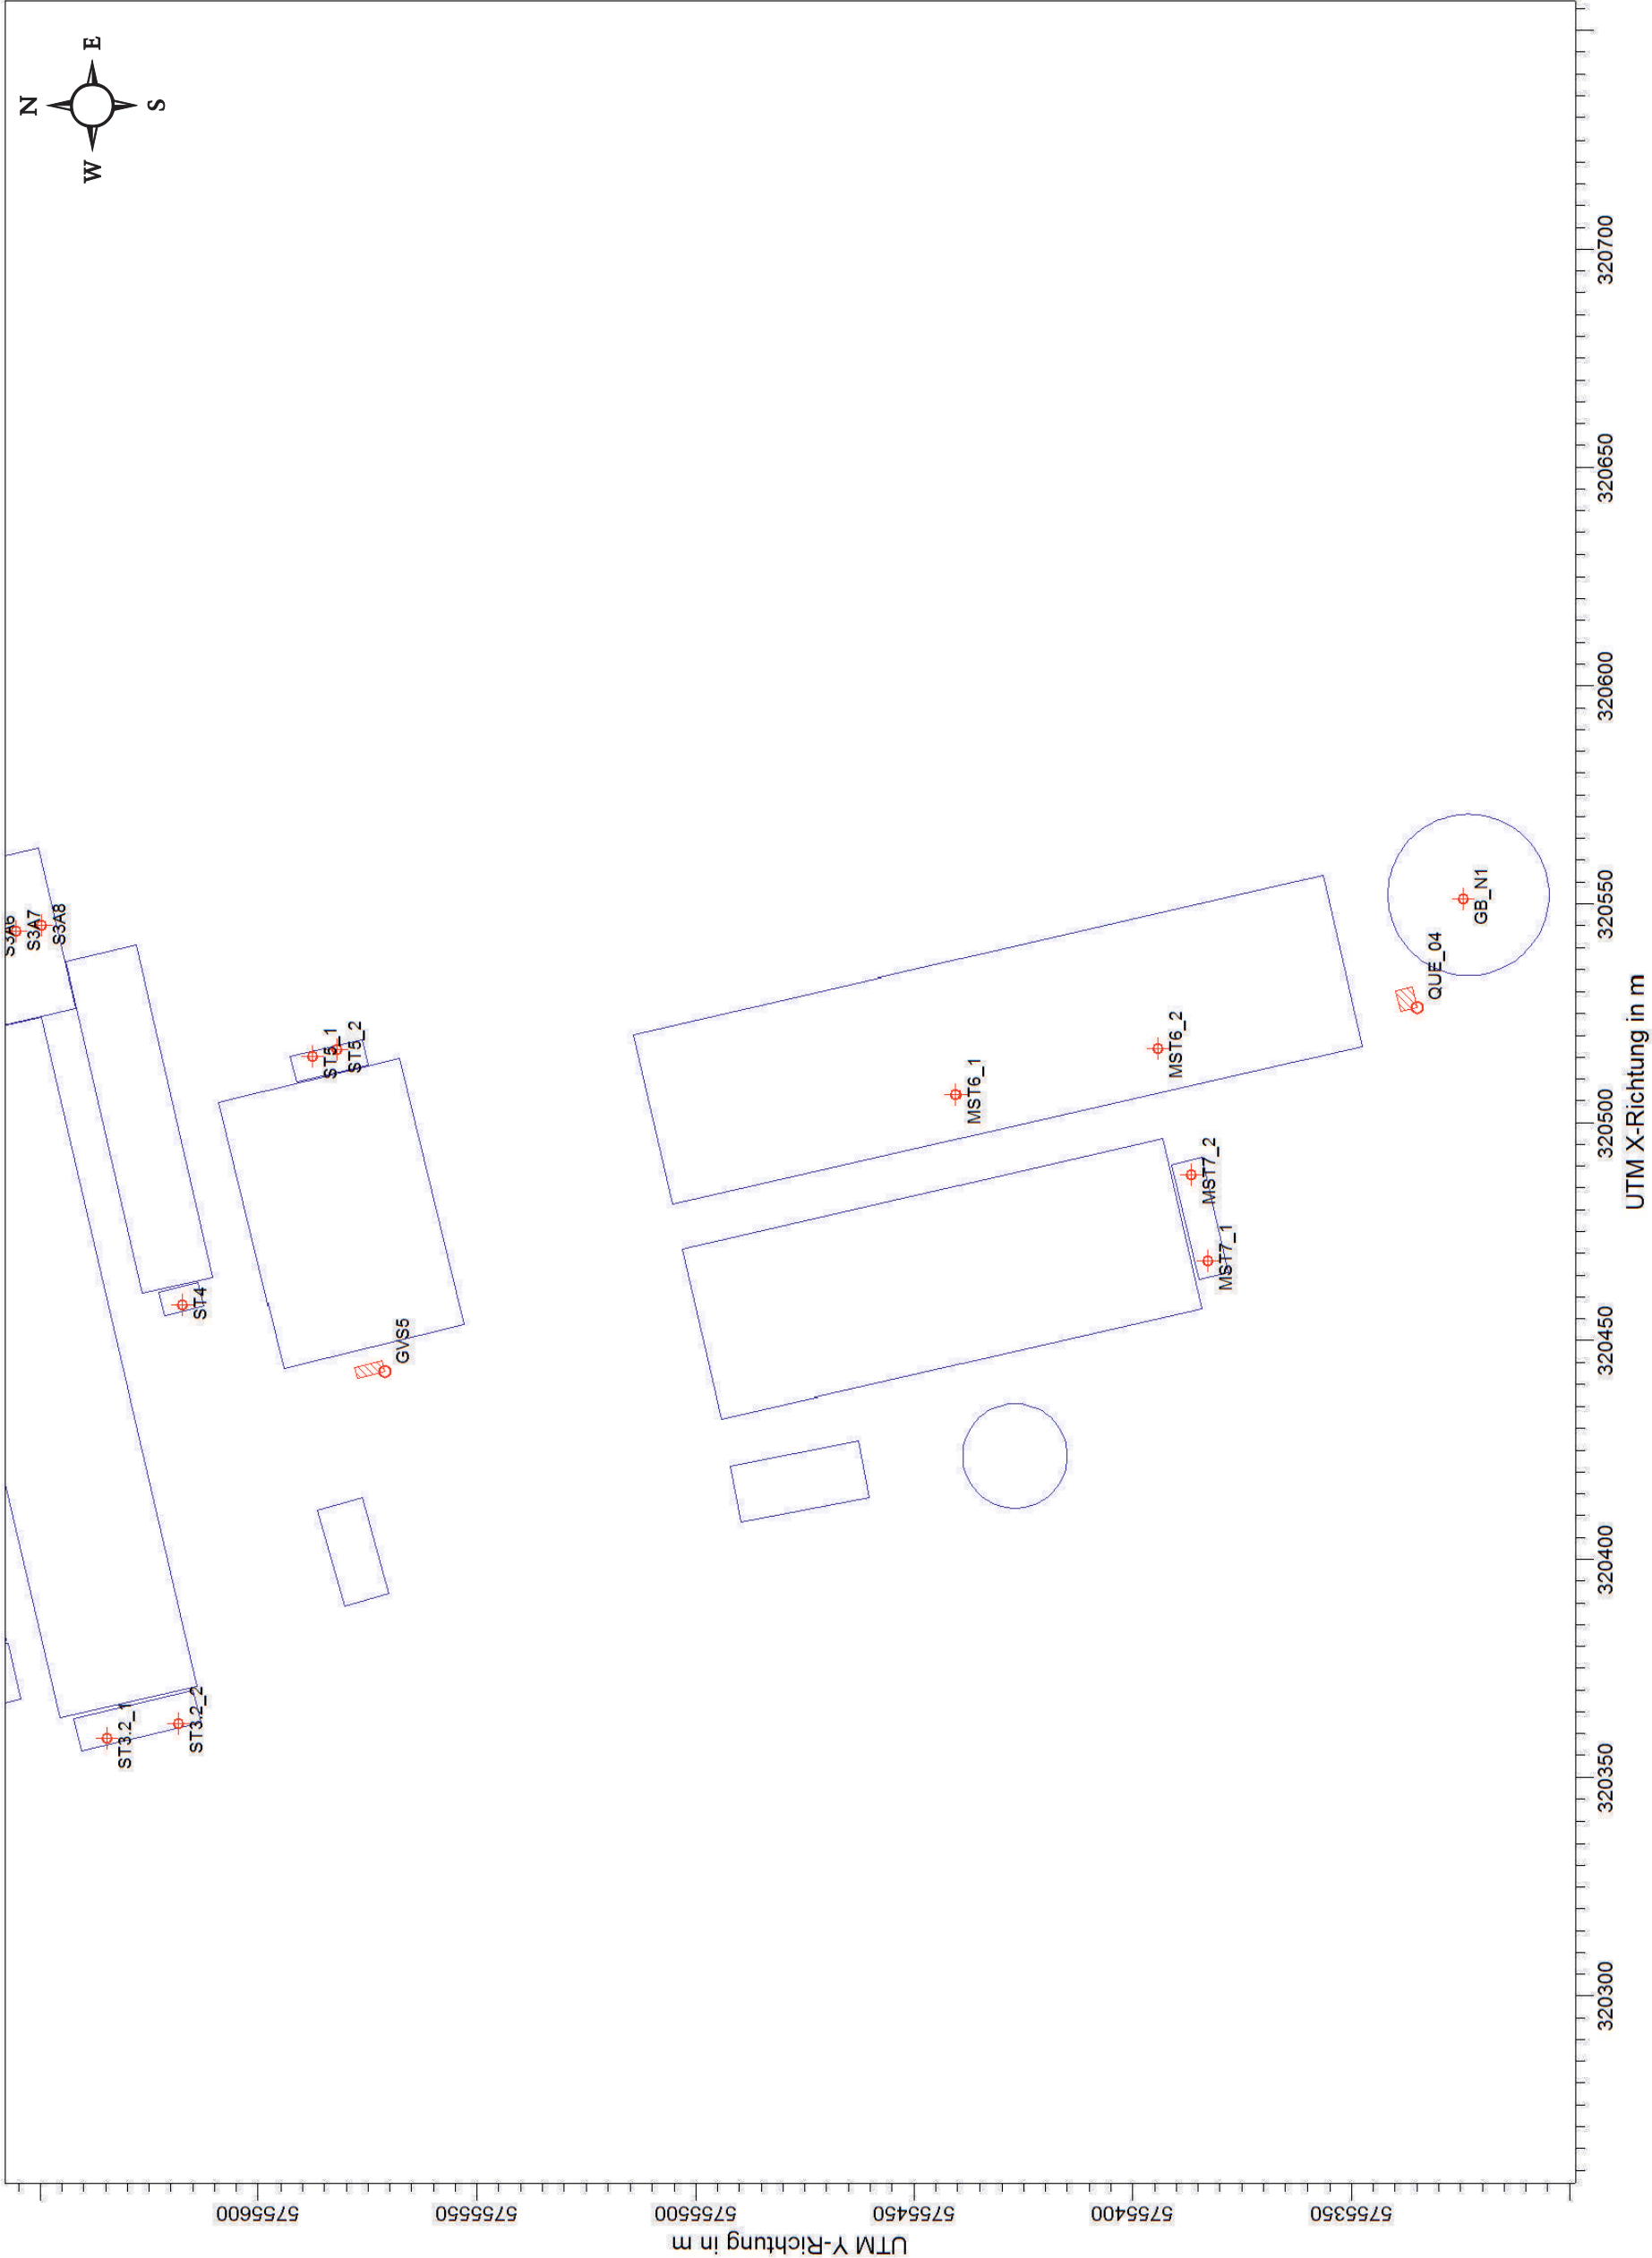 N
E
W
S
S3A6
S3A7
S3A8
ST5_1
ST5_2
ST4
GVS5
ST3.2_1
ST3.2_2
MST6_1
MST6_2
MST7_2
MST7_1
QUE_04
GB_N1
5755600
5755550
5755500
5755450
5755400
5755350
UTM Y-Richtung in m
320300
320350
320400
320450
320500
320550
320600
320650
320700
UTM X-Richtung in m